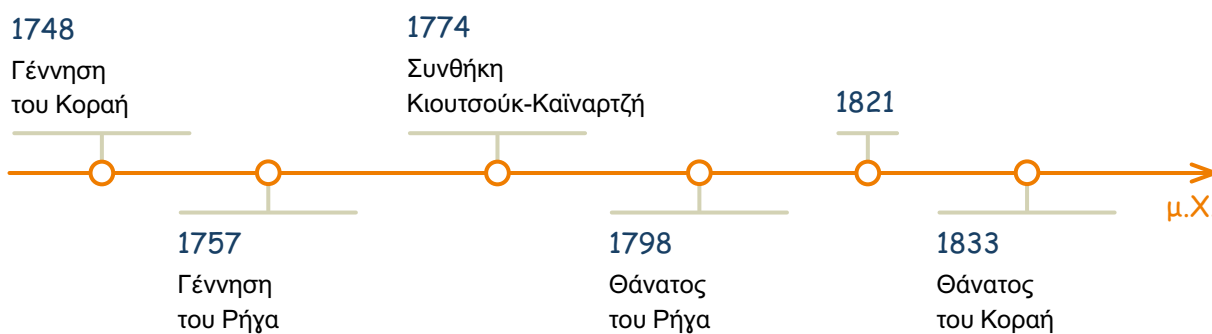 1748
Γέννηση
του Κοραή
1774
Συνθήκη
Κιουτσούκ-Καϊναρτζή
1821
μ.Χ
1757
Γέννηση
του Ρήγα
1798
Θάνατος
του Ρήγα
1833
Θάνατος
του Κοραή